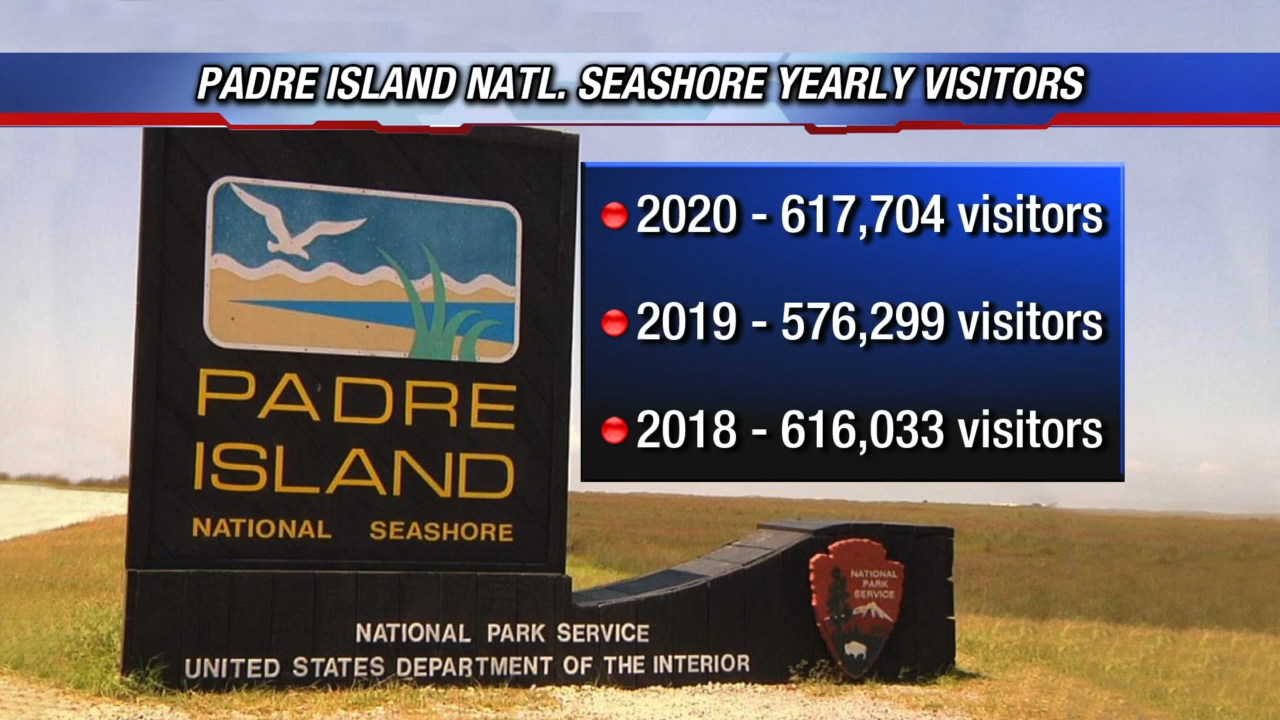 PADRE ISLAND NATL. SEASHORE YEARLY VISITORS
2020 - 617,704 visitors
2019 - 576,299 visitors
2018 - 616,033 visitors
PADRE
ISLAND
NATIONAL SEASHORE
NATIONAL
PARK
SERVICE
NATIONAL PARK SERVICE
UNITED STATES DEPARTMENT OF THE INTERIOR